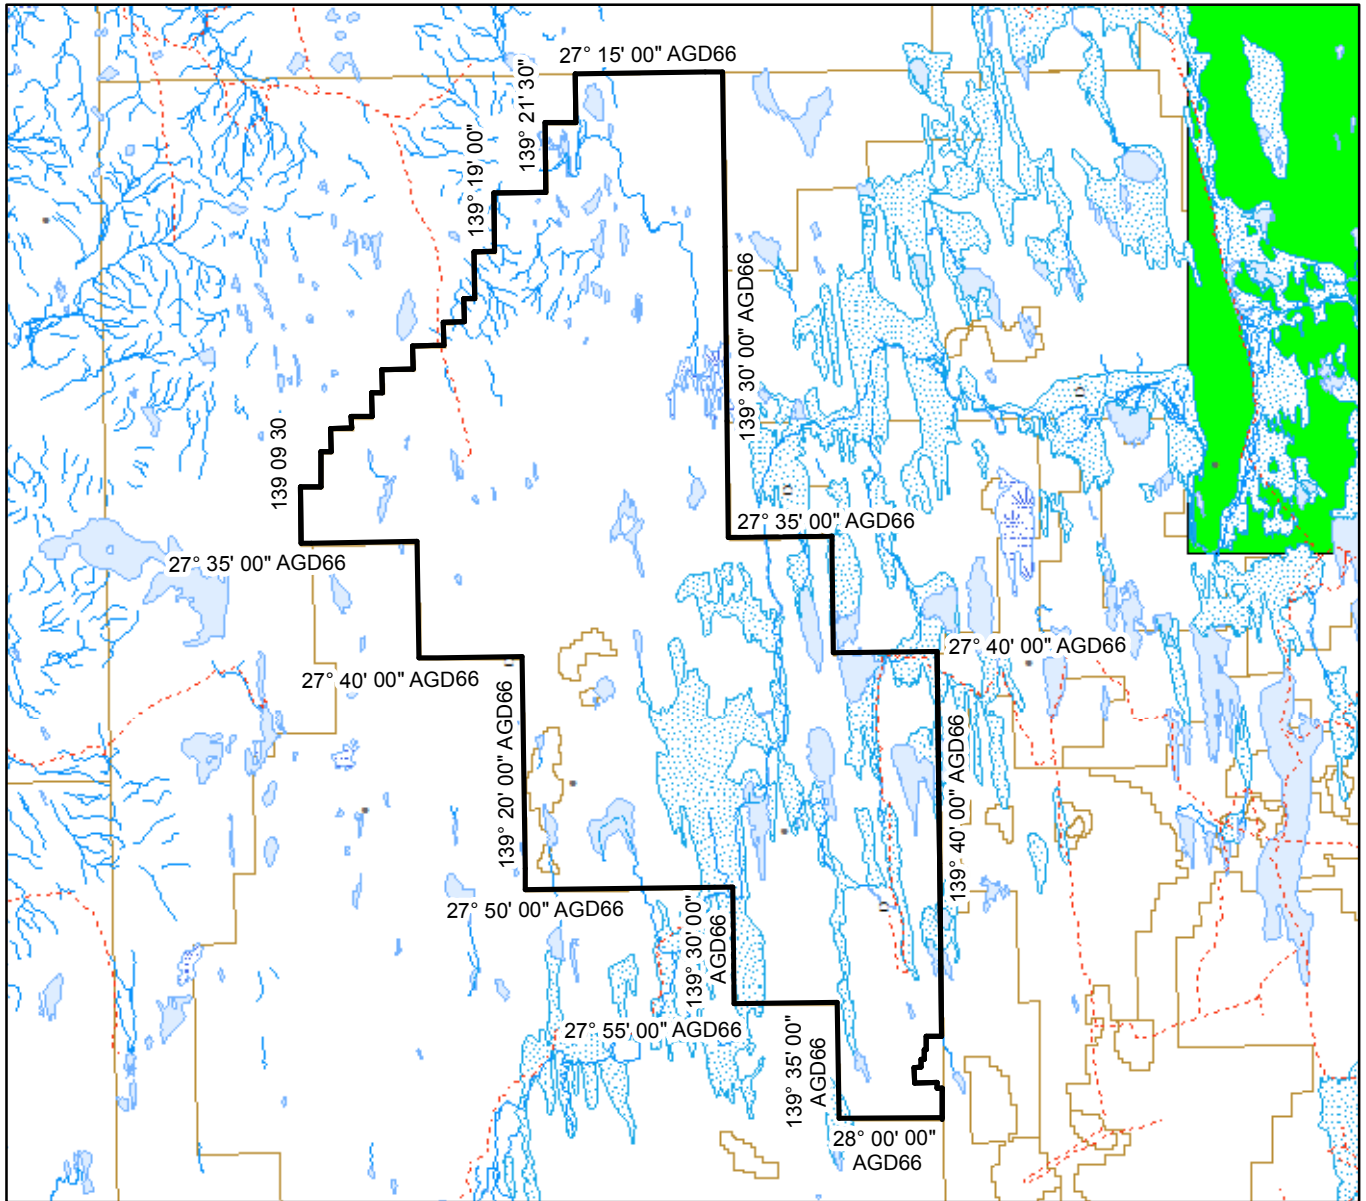 27° 15' 00" AGD66
139° 21' 30"
139° 19' 00"
139° 30' 00" AGD66
139 09 30
27° 35' 00" AGD66
27° 35' 00" AGD66
27° 40' 00" AGD66
27° 40' 00" AGD66
139° 20' 00" AGD66
139° 40' 00" AGD66
27° 50' 00" AGD66
139° 30' 00"
AGD66
27° 55' 00" AGD66
139° 35' 00"
AGD66
28° 00' 00"
AGD66